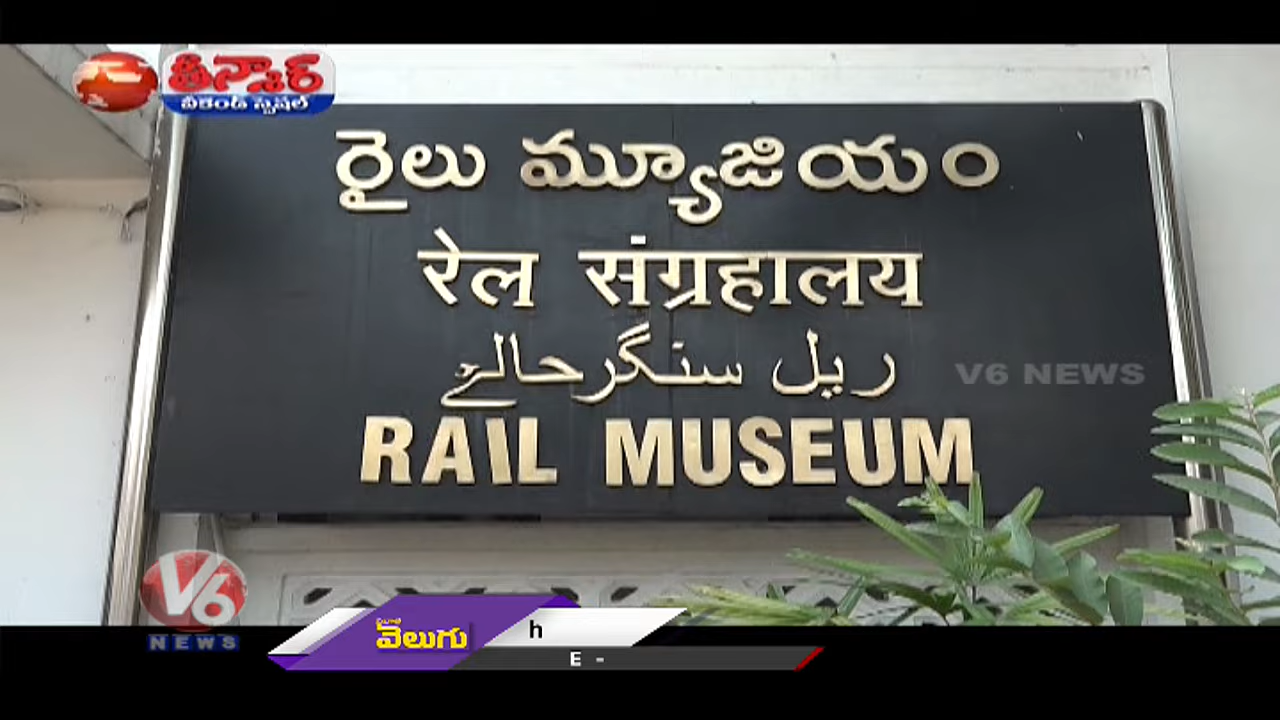 తీన్మార్
వీకెండ్ స్పెషల్
రైలు మ్యూజియం
रेल संग्रहालय
ریل سنگرحالے
V6 NEWS
RAIL MUSEUM
V6
NEWS
వెలుగు
h
E -